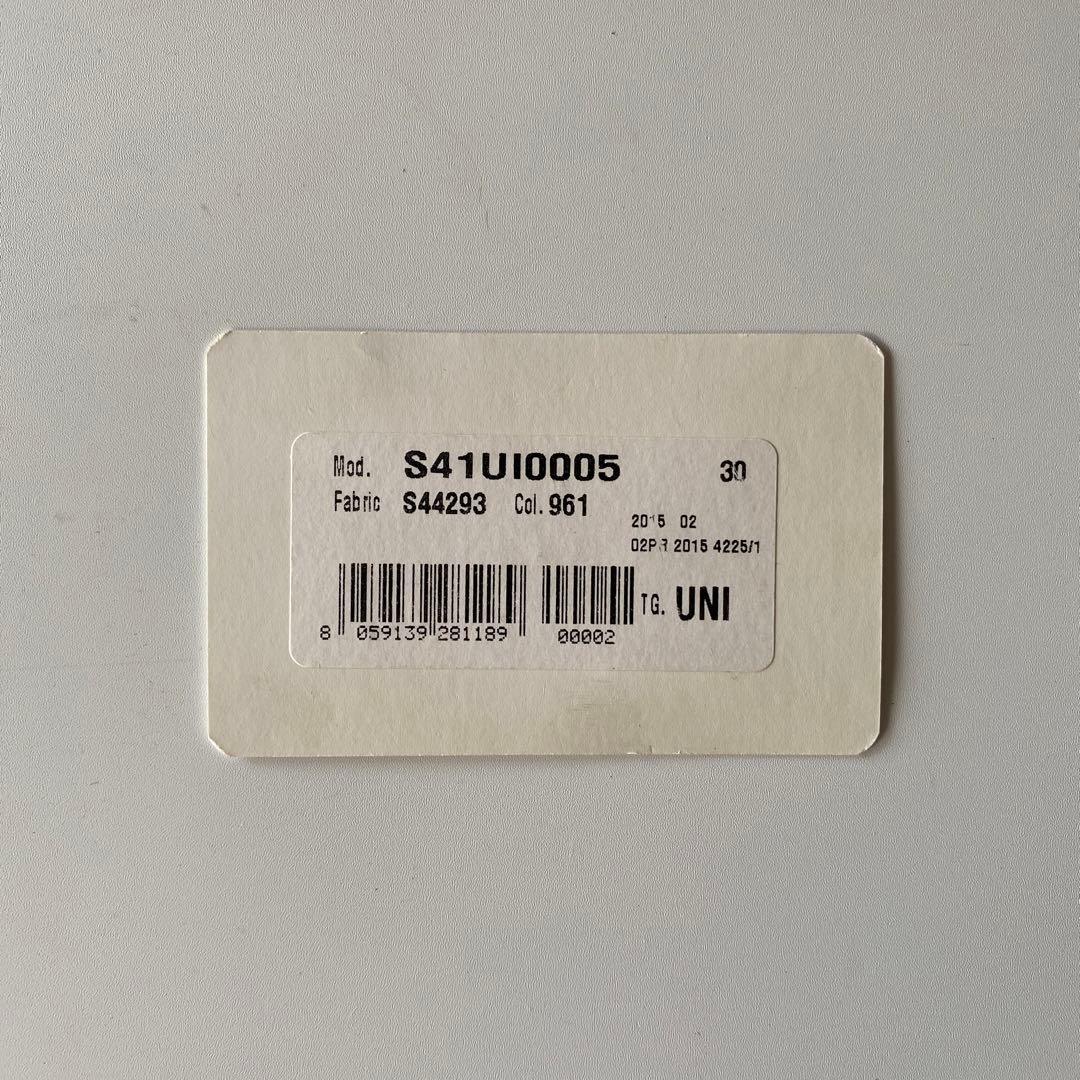 Mod. S41UI0005 30
Fabric S44293 Col. 961
2015 02
02PR 2015 4225/1
TG. UNI
8 059139 281189 00002